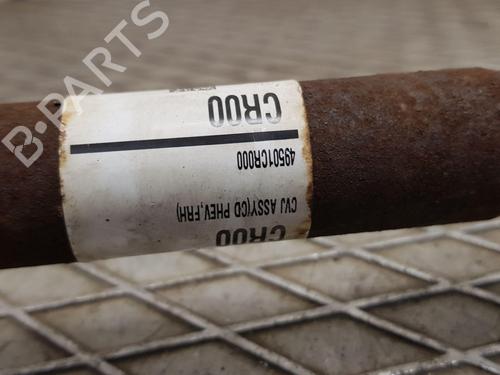 CR00
CVJ ASSY(CD PHEV,FRH)
49501CR000
CR00
B-PARTS